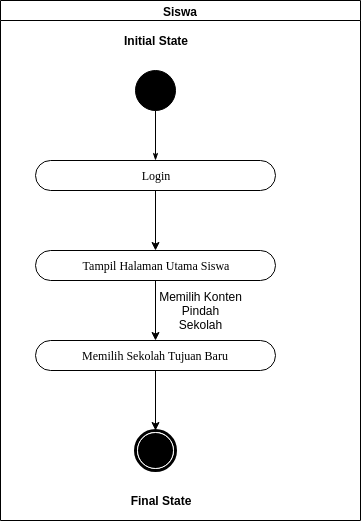 Siswa
Initial State
Login
Tampil Halaman Utama Siswa
Memilih Konten
Pindah
Sekolah
Memilih Sekolah Tujuan Baru
Final State